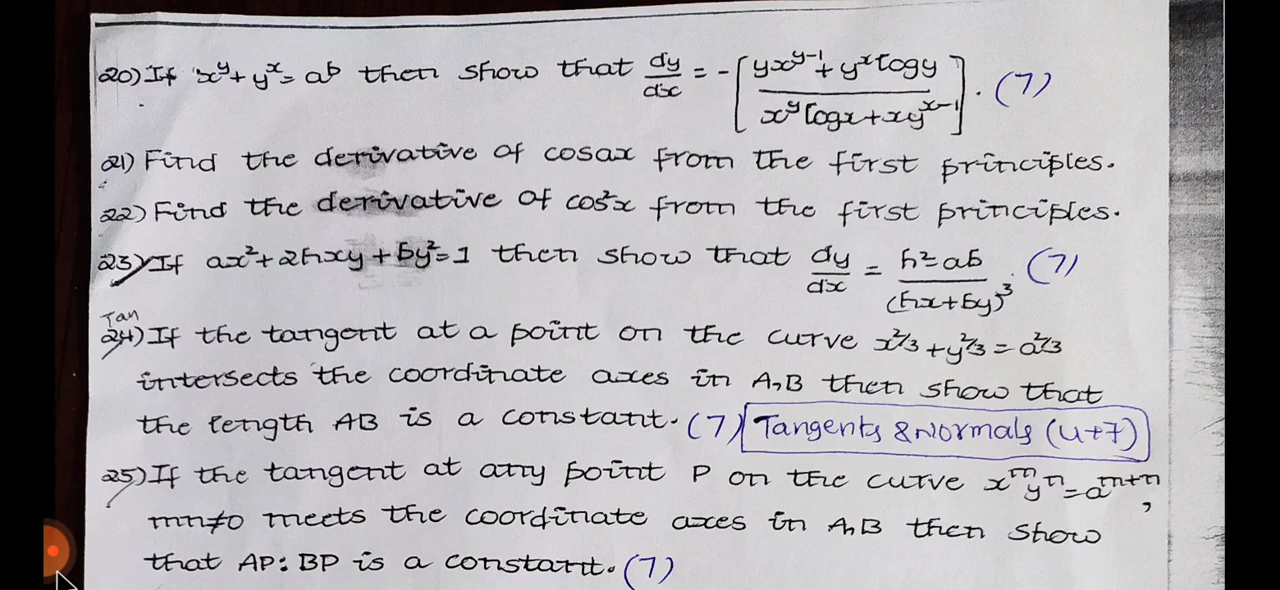 20) If x^y + y^x = ab then show that dy/dx = -[(yx^(y-1) + y^x logy)/(x^y logx + xy^(x-1))]. (7)
21) Find the derivative of cosax from the first principles.
22) Find the derivative of cos²x from the first principles.
23) If ax² + 2hxy + by² = 1 then show that dy/dx = (h² = ab)/(hx+by)³. (7)
Tan
24) If the tangent at a point on the curve x^(2/3) + y^(2/3) = a^(2/3)
intersects the coordinate axes in A,B then show that
the length AB is a constant. (7) Tangents & Normals (4+7)
25) If the tangent at any point P on the curve x^m y^n = a^(m+n),
mn≠0 meets the coordinate axes in A,B then show
that AP:BP is a constant. (7)